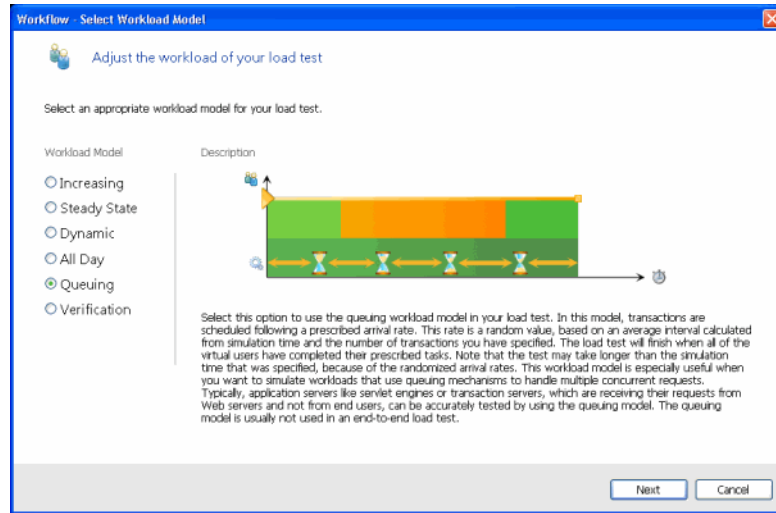 Workflow - Select Workload Model
Adjust the workload of your load test
Select an appropriate workload model for your load test.
Workload Model
Description
Increasing
Steady State
Dynamic
All Day
Queuing
Verification
Select this option to use the queuing workload model in your load test. In this model, transactions are
scheduled following a prescribed arrival rate. This rate is a random value, based on an average interval calculated
from simulation time and the number of transactions you have specified. The load test will finish when all of the
virtual users have completed their prescribed tasks. Note that the test may take longer than the simulation
time that was specified, because of the randomized arrival rates. This workload model is especially useful when
you want to simulate workloads that use queuing mechanisms to handle multiple concurrent requests.
Typically, application servers like servlet engines or transaction servers, which are receiving their requests from
Web servers and not from end users, can be accurately tested by using the queuing model. The queuing
model is usually not used in an end-to-end load test.
Next
Cancel